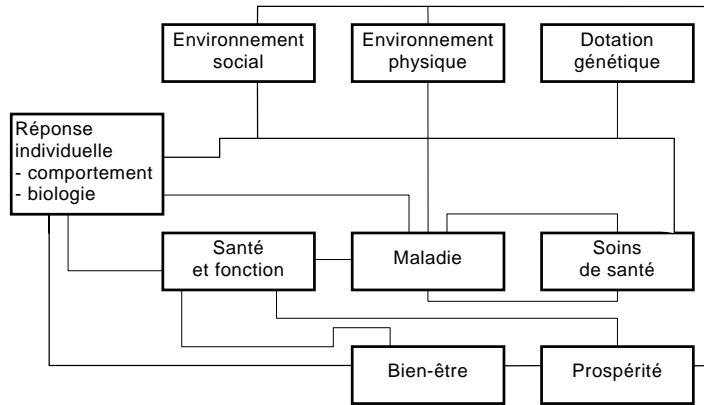 Environnement
social
Environnement
physique
Dotation
génétique
Réponse
individuelle
- comportement
- biologie
Santé
et fonction
Maladie
Soins
de santé
Bien-être
Prospérité